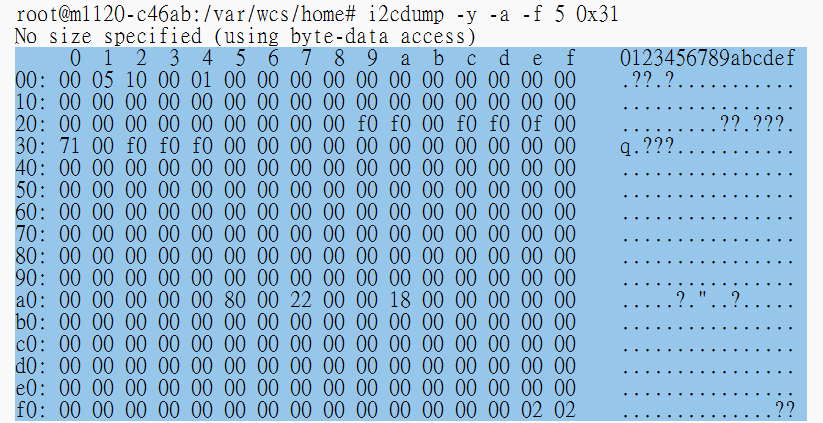 root@m1120-c46ab:/var/wcs/home# i2cdump -y -a -f 5 0x31
No size specified (using byte-data access)
     0  1  2  3  4  5  6  7  8  9  a  b  c  d  e  f    0123456789abcdef
00: 00 05 10 00 01 00 00 00 00 00 00 00 00 00 00 00    .??.?...........
10: 00 00 00 00 00 00 00 00 00 00 00 00 00 00 00 00    ................
20: 00 00 00 00 00 00 00 00 00 f0 f0 00 f0 f0 0f 00    .........??.???.
30: 71 00 f0 f0 f0 00 00 00 00 00 00 00 00 00 00 00    q.???...........
40: 00 00 00 00 00 00 00 00 00 00 00 00 00 00 00 00    ................
50: 00 00 00 00 00 00 00 00 00 00 00 00 00 00 00 00    ................
60: 00 00 00 00 00 00 00 00 00 00 00 00 00 00 00 00    ................
70: 00 00 00 00 00 00 00 00 00 00 00 00 00 00 00 00    ................
80: 00 00 00 00 00 00 00 00 00 00 00 00 00 00 00 00    ................
90: 00 00 00 00 00 00 00 00 00 00 00 00 00 00 00 00    ................
a0: 00 00 00 00 00 80 00 22 00 00 18 00 00 00 00 00    .....?."..?.....
b0: 00 00 00 00 00 00 00 00 00 00 00 00 00 00 00 00    ................
c0: 00 00 00 00 00 00 00 00 00 00 00 00 00 00 00 00    ................
d0: 00 00 00 00 00 00 00 00 00 00 00 00 00 00 00 00    ................
e0: 00 00 00 00 00 00 00 00 00 00 00 00 00 00 00 00    ................
f0: 00 00 00 00 00 00 00 00 00 00 00 00 00 00 02 02    ..............??